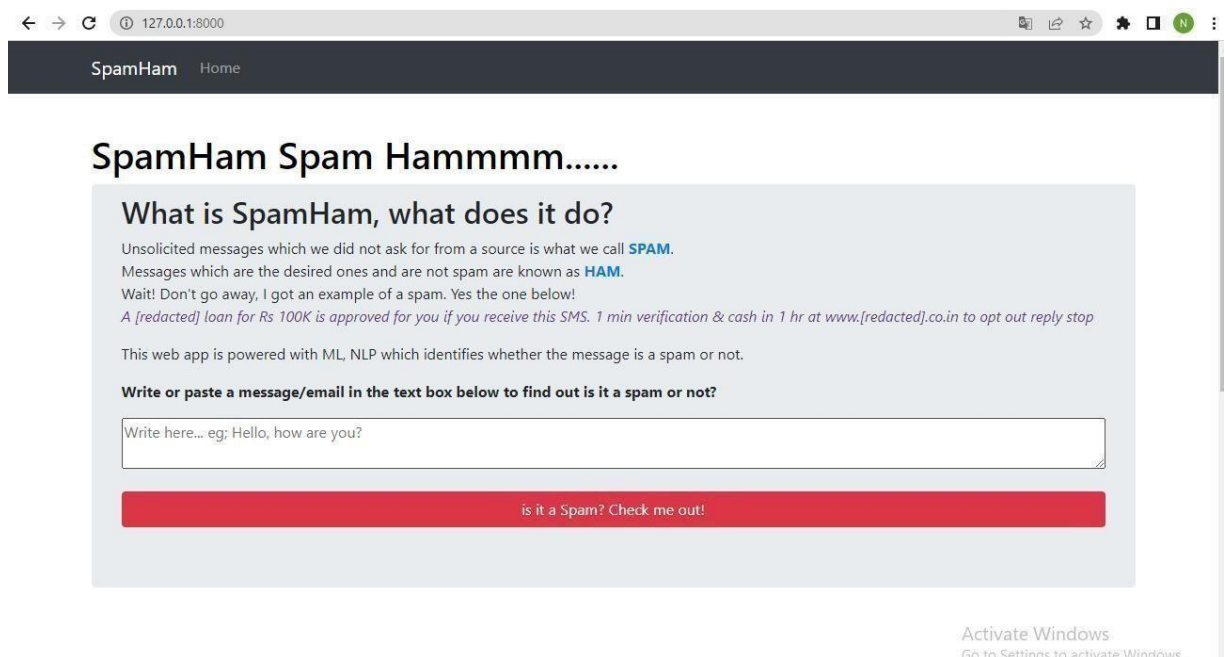 127.0.0.1:8000
N
SpamHam Home
SpamHam Spam Hammmm......
What is SpamHam, what does it do?
Unsolicited messages which we did not ask for from a source is what we call SPAM.
Messages which are the desired ones and are not spam are known as HAM.
Wait! Don't go away, I got an example of a spam. Yes the one below!
A [redacted] loan for Rs 100K is approved for you if you receive this SMS. 1 min verification & cash in 1 hr at www.[redacted].co.in to opt out reply stop
This web app is powered with ML, NLP which identifies whether the message is a spam or not.
Write or paste a message/email in the text box below to find out is it a spam or not?
Write here... eg; Hello, how are you?
is it a Spam? Check me out!
Activate Windows
Go to Settings to activate Windows